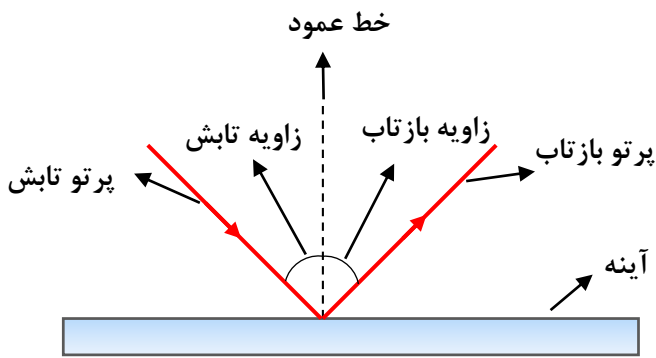 خط عمود
زاویه بازتاب
زاویه تابش
پرتو بازتاب
پرتو تابش
آینه